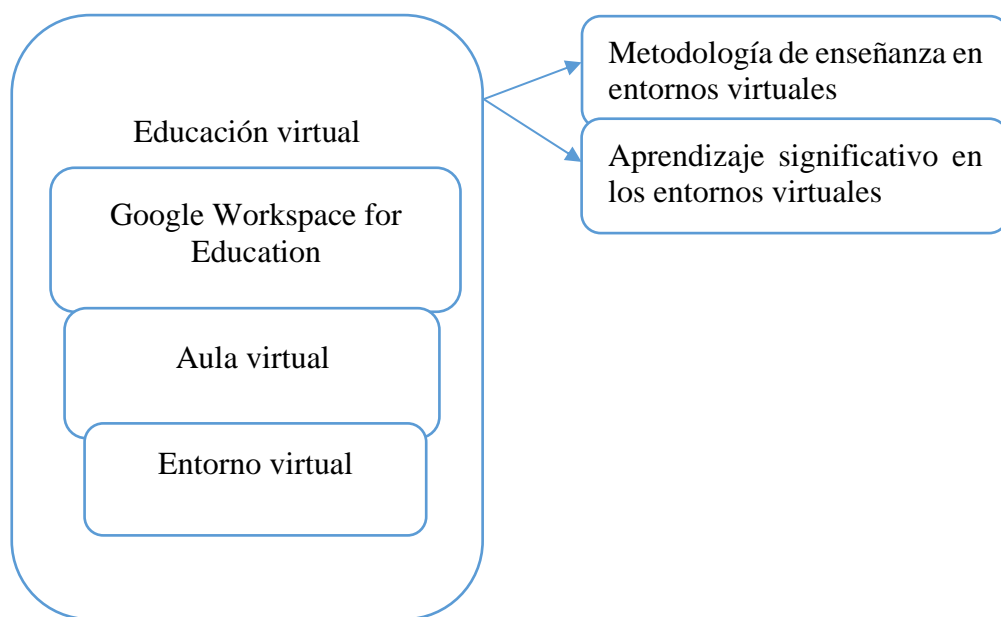 Educación virtual
Google Workspace for
Education
Aula virtual
Entorno virtual
Metodología de enseñanza en
entornos virtuales
Aprendizaje significativo en
los entornos virtuales